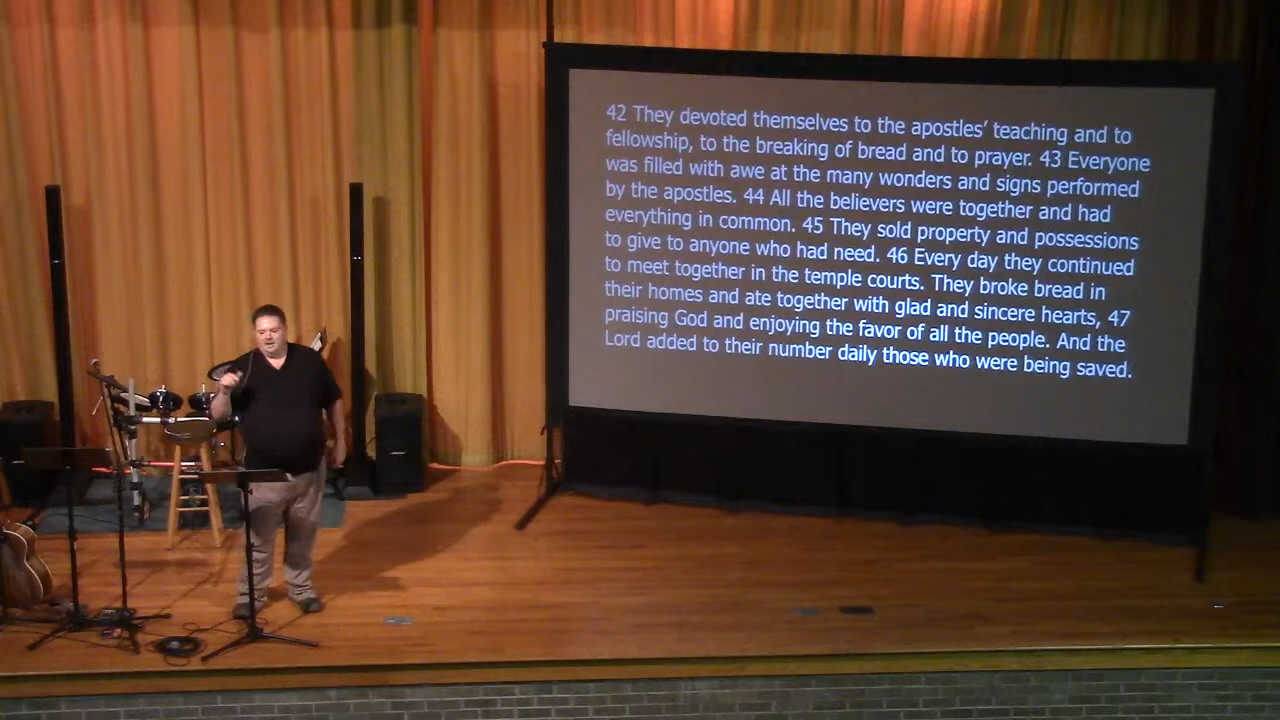 42 They devoted themselves to the apostles’ teaching and to
fellowship, to the breaking of bread and to prayer. 43 Everyone
was filled with awe at the many wonders and signs performed
by the apostles. 44 All the believers were together and had
everything in common. 45 They sold property and possessions
to give to anyone who had need. 46 Every day they continued
to meet together in the temple courts. They broke bread in
their homes and ate together with glad and sincere hearts, 47
praising God and enjoying the favor of all the people. And the
Lord added to their number daily those who were being saved.